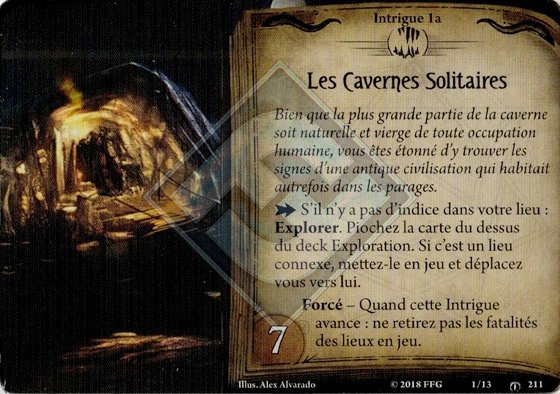 Intrigue 1a
Les Cavernes Solitaires
Bien que la plus grande partie de la caverne
soit naturelle et vierge de toute occupation
humaine, vous êtes étonné d'y trouver les
signes d'une antique civilisation qui habitait
autrefois dans les parages.
S'il n'y a pas d'indice dans votre lieu :
Explorer. Piochez la carte du dessus
du deck Exploration. Si c'est un lieu
connexe, mettez-le en jeu et déplacez
vous vers lui.
Forcé – Quand cette Intrigue
avance : ne retirez pas les fatalités
des lieux en jeu.
7
Illus. Alex Alvarado
© 2018 FFG
1/13
211